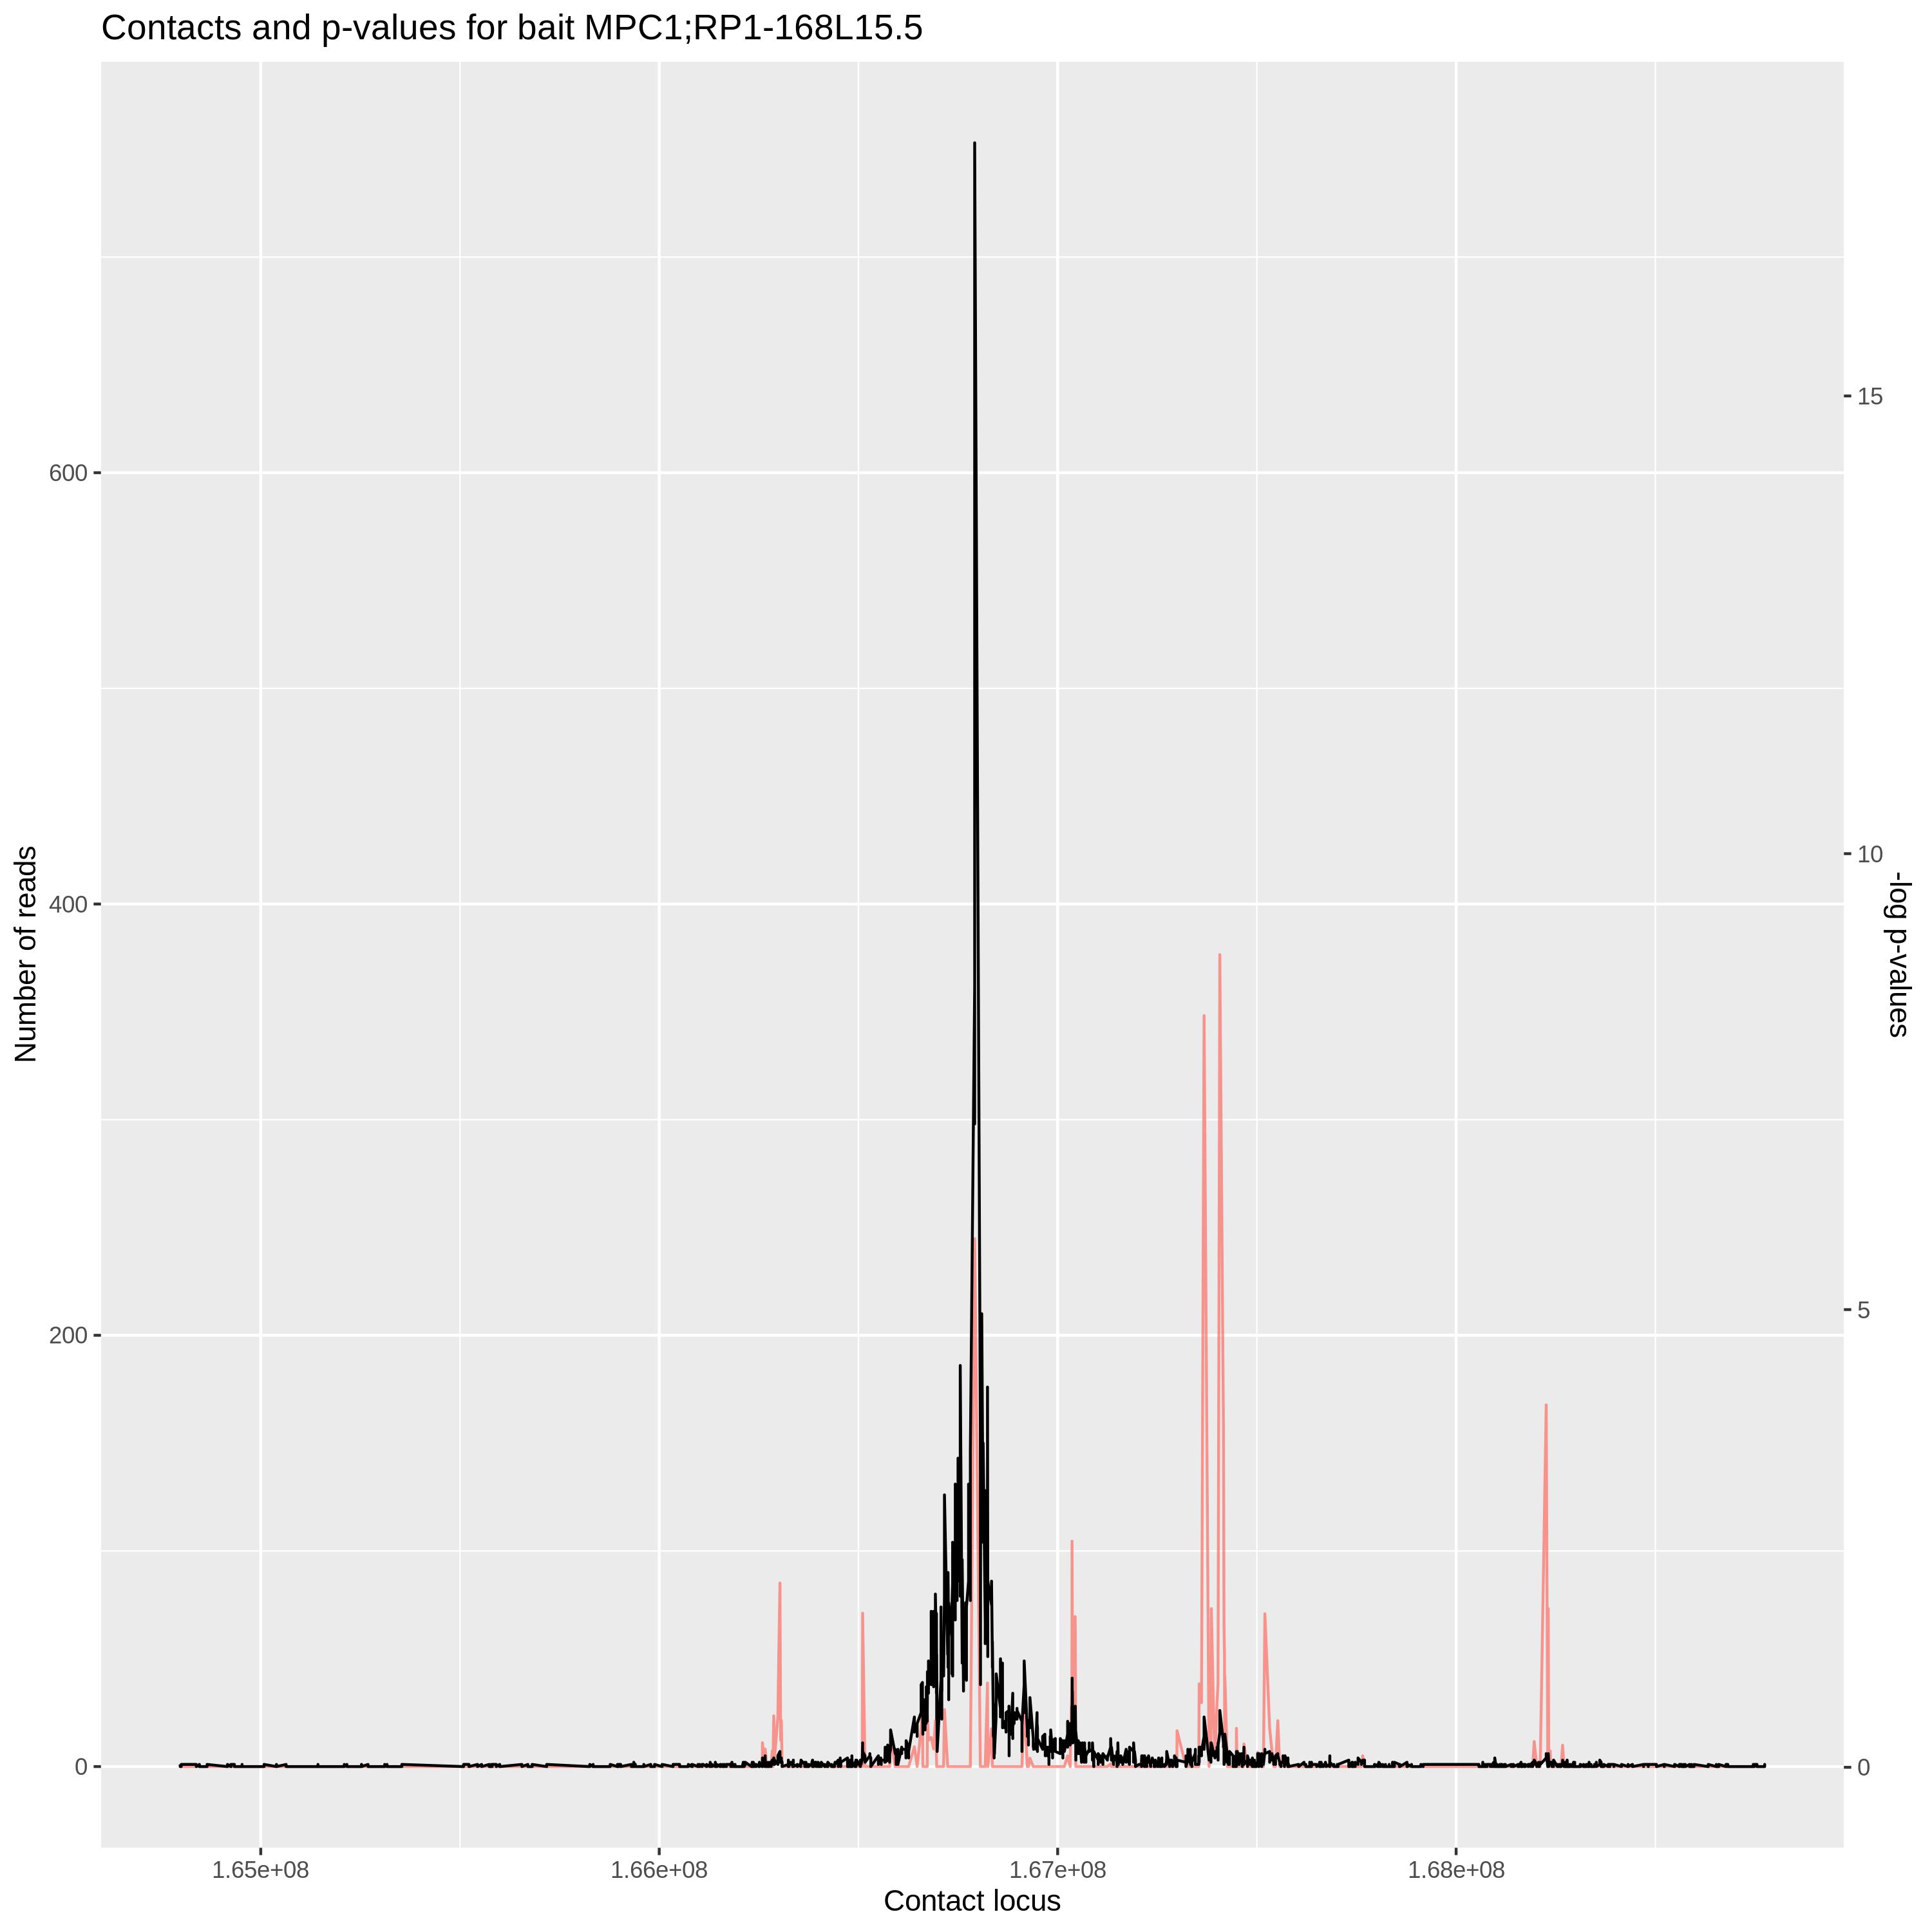 Contacts and p-values for bait MPC1;RP1-168L15.5
Number of reads
600
400
200
0
15
10
5
0
-log p-values
1.65e+08 1.66e+08 1.67e+08 1.68e+08
Contact locus